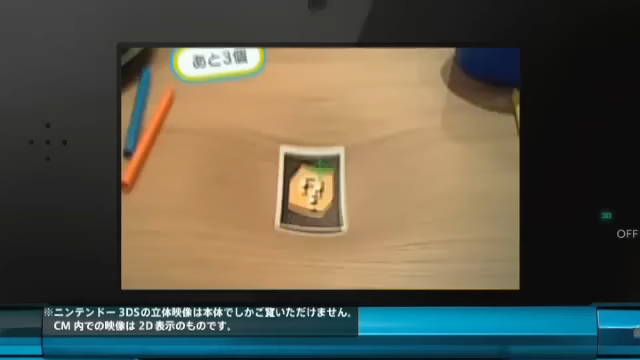 あと3個
3D
OFF
※ニンテンドー3DSの立体映像は本体でしかご覧いただけません。
CM内での映像は2D表示のものです。